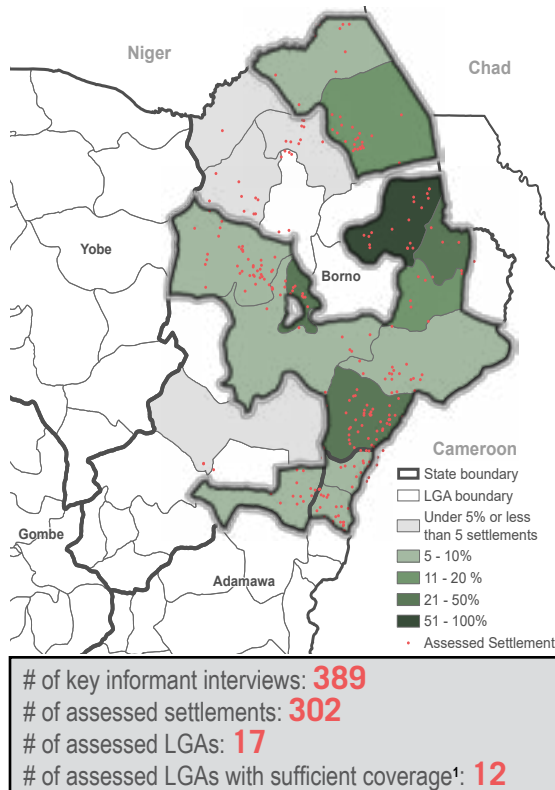 Niger
Chad
Yobe
Borno
Cameroon
State boundary
LGA boundary
Under 5% or less
than 5 settlements
5 - 10%
11 - 20 %
21 - 50%
51 - 100%
Assessed Settlement
Gombe
Adamawa
# of key informant interviews: 389
# of assessed settlements: 302
# of assessed LGAs: 17
# of assessed LGAs with sufficient coverage¹: 12